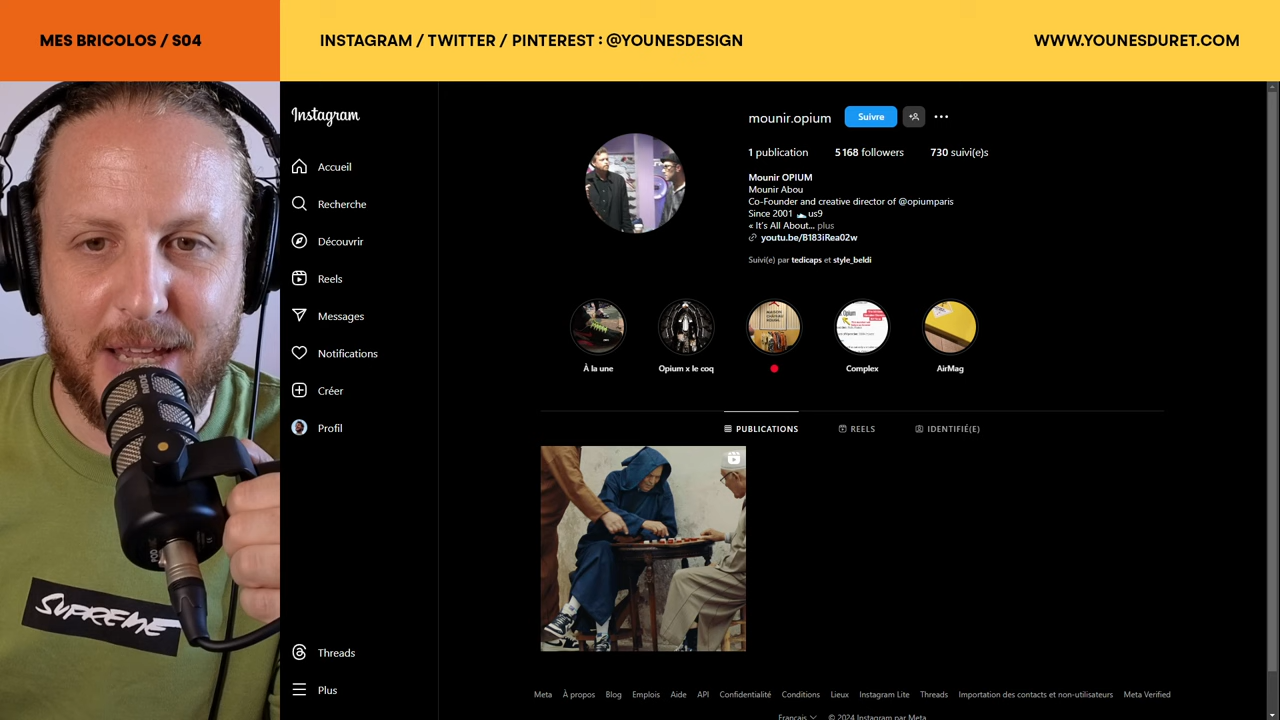 MES BRICOLOS / S04
INSTAGRAM / TWITTER / PINTEREST : @YOUNESDESIGN
WWW.YOUNESDURET.COM
Instagram
Accueil
Recherche
Découvrir
Reels
Messages
Notifications
Créer
Profil
Threads
Plus
mounir.opium
Suivre
1 publication 5 168 followers 730 suivi(e)s
Mounir OPIUM
Mounir Abou
Co-Founder and creative director of @opiumparis
Since 2001 us9
« It's All About... plus
youtu.be/B183iRea02w
Suivi(e) par tedicaps et style_beldi
À la une
Opium x le coq
Complex
AirMag
PUBLICATIONS
REELS
IDENTIFIÉ(E)
Meta À propos Blog Emplois Aide API Confidentialité Conditions Lieux Instagram Lite Threads Importation des contacts et non-utilisateurs Meta Verified
Français © 2024 Instagram par Meta
RØDE
SUPREME